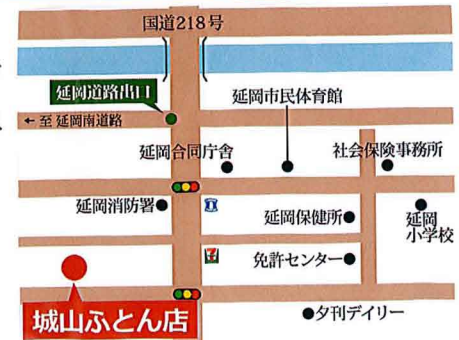 国道218号
延岡道路出口
← 至 延岡南道路
延岡市民体育館
延岡合同庁舎
社会保険事務所
延岡消防署
延岡保健所
延岡
小学校
免許センター
城山ふとん店
夕刊デイリー